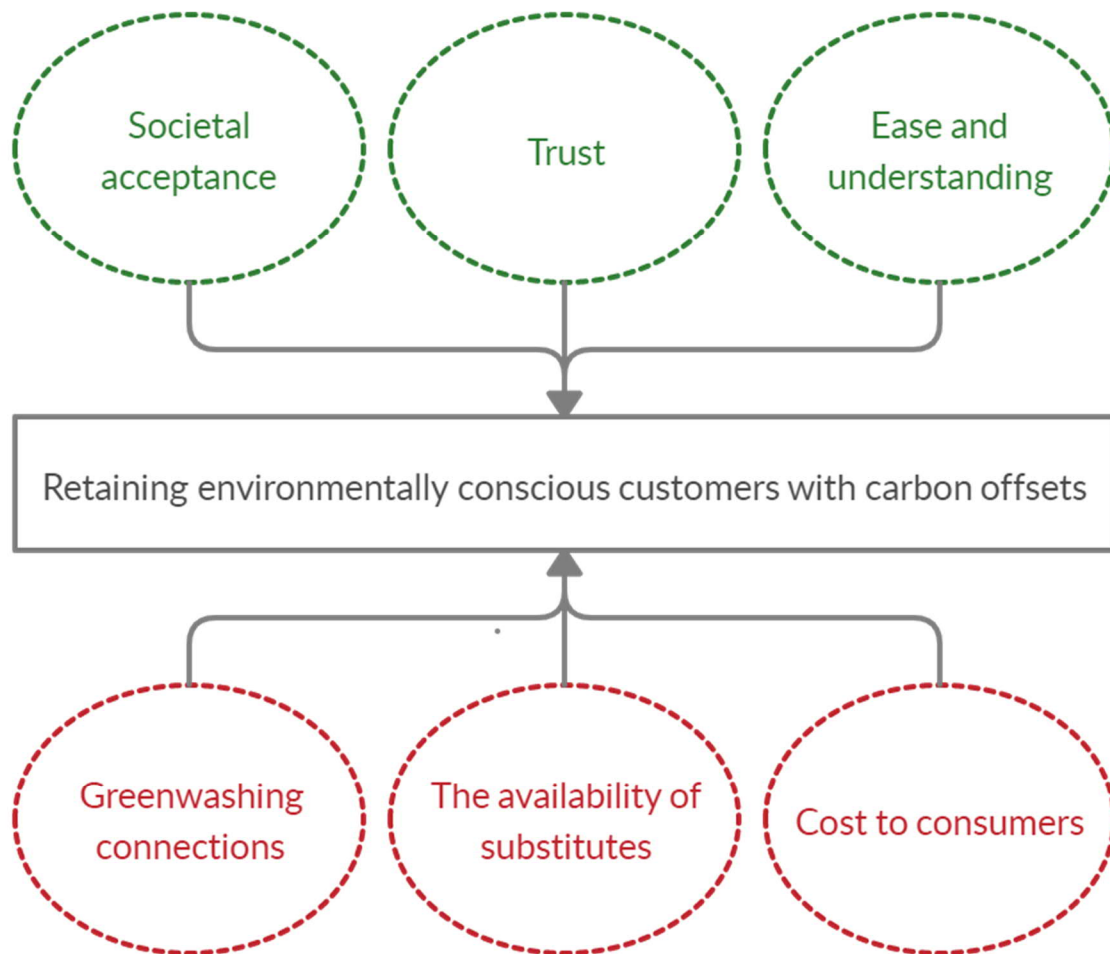 Societal
acceptance
Trust
Ease and
understanding
Retaining environmentally conscious customers with carbon offsets
Greenwashing
connections
The availability of
substitutes
Cost to consumers